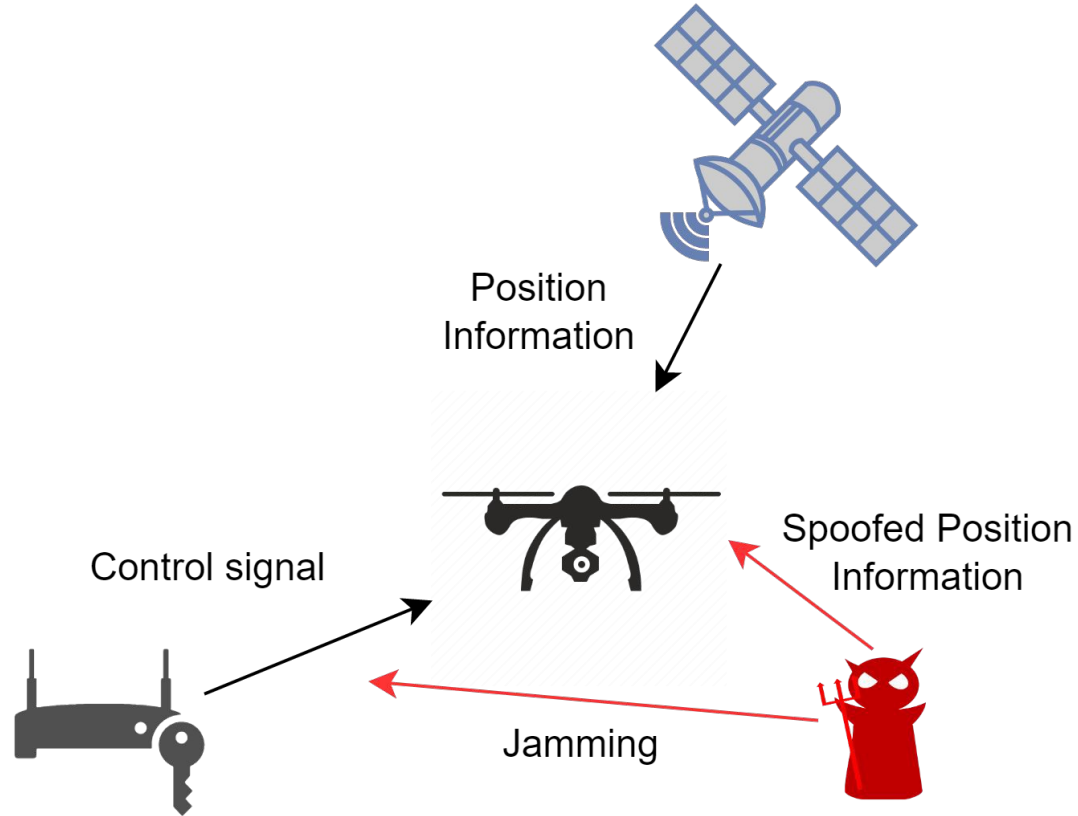 Position
Information
Spoofed Position
Information
Control signal
Jamming